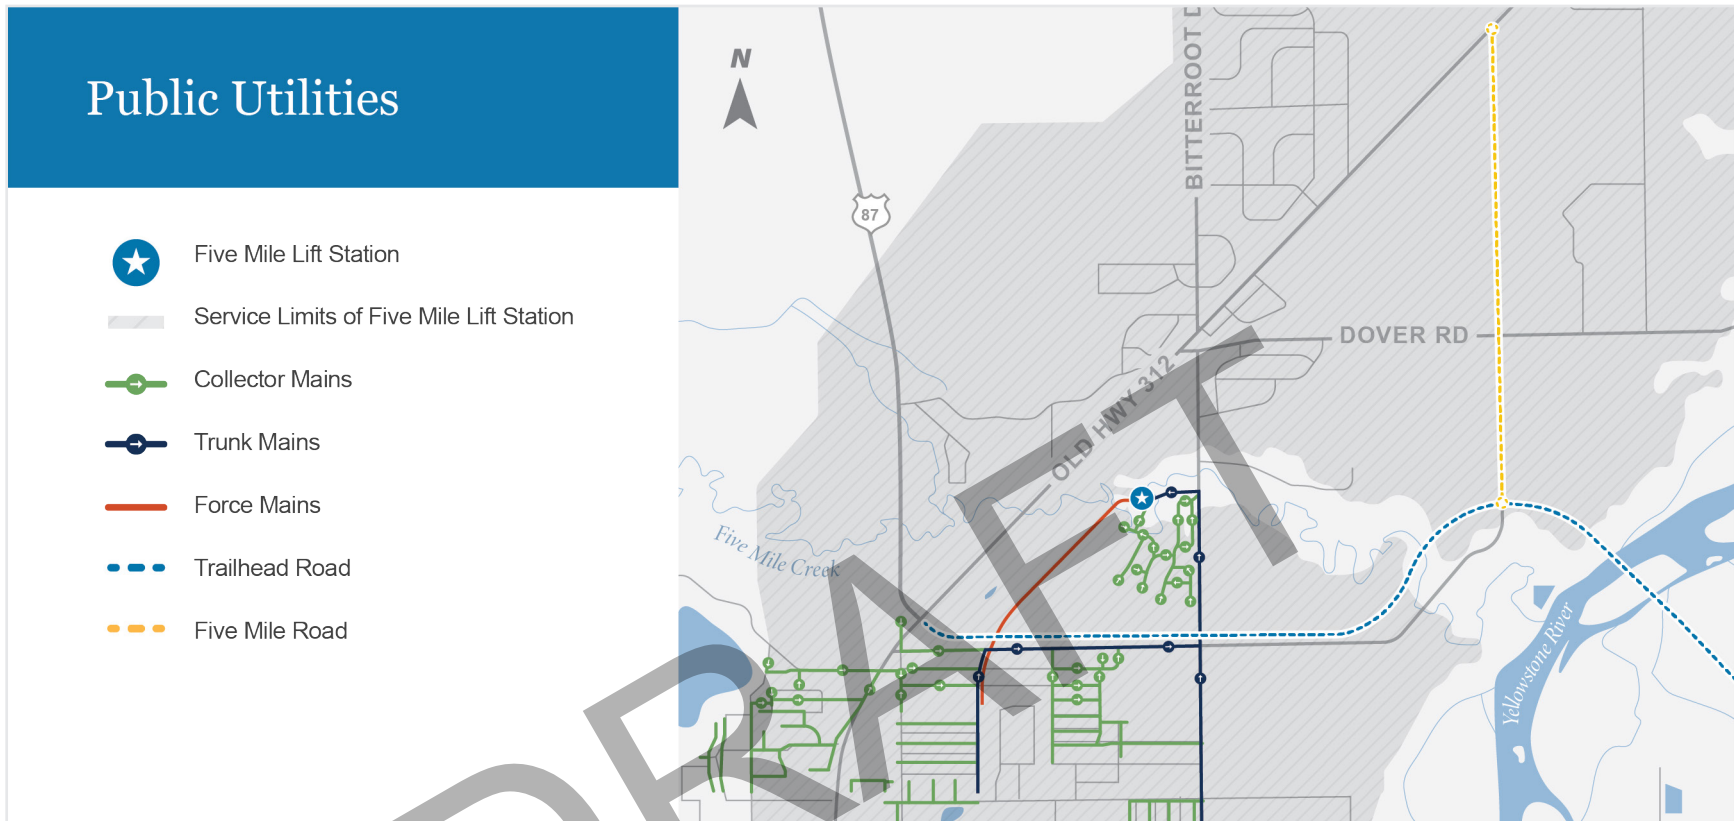 Public Utilities
Five Mile Lift Station
Service Limits of Five Mile Lift Station
Collector Mains
Trunk Mains
Force Mains
Trailhead Road
Five Mile Road
N
87
BITTERROOT D
DOVER RD
OLD HWY 312
Five Mile Creek
Yellowstone River
DRAFT